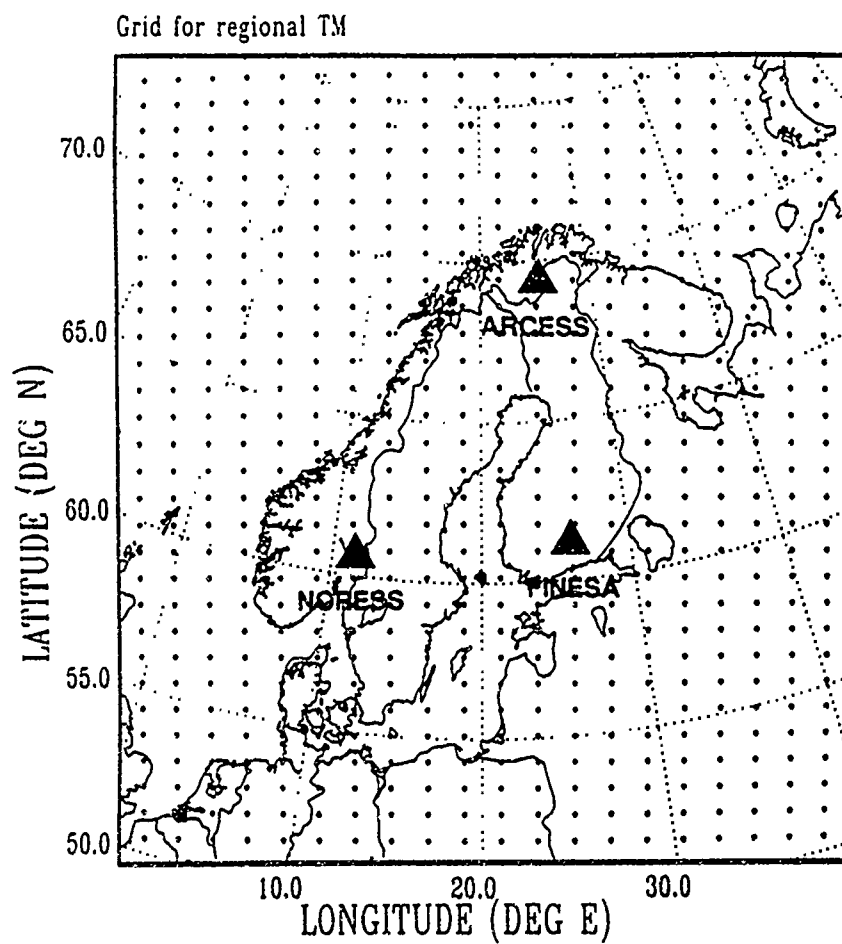 Grid for regional TM
70.0
65.0
60.0
55.0
50.0
LATITUDE (DEG N)
ARCESS
NORESS
FINESA
10.0 20.0 30.0
LONGITUDE (DEG E)